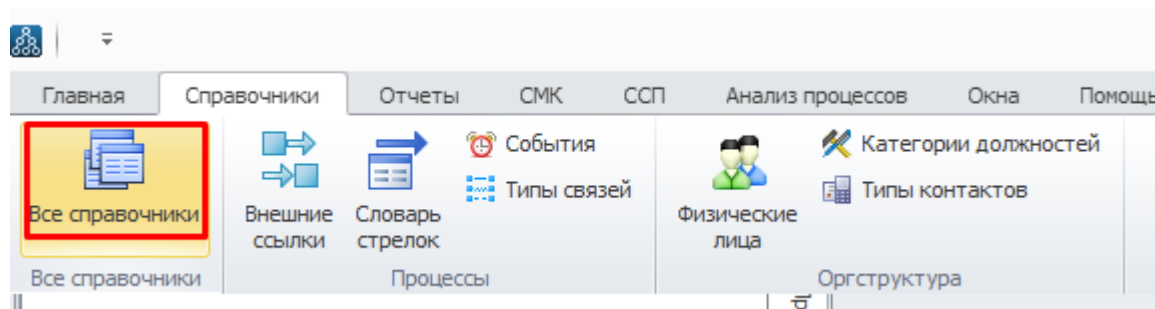 Главная Справочники Отчеты СМК ССП Анализ процессов Окна Помощь
Все справочники
Внешние
ссылки
Словарь
стрелок
События
Типы связей
Физические
лица
Категории должностей
Типы контактов
Все справочники Процессы Оргструктура